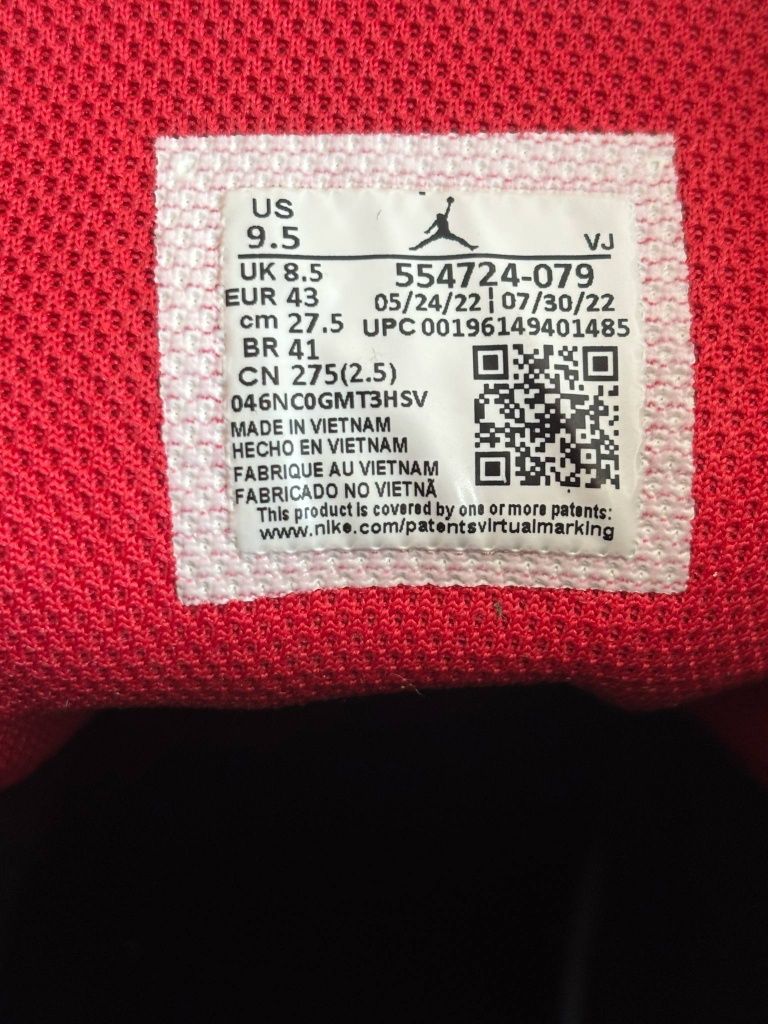 US
9.5
VJ
UK 8.5
554724-079
EUR 43
05/24/22 | 07/30/22
cm 27.5
UPC 00196149401485
BR 41
CN 275(2.5)
046NC0GMT3HSV
MADE IN VIETNAM
HECHO EN VIETNAM
FABRIQUE AU VIETNAM
FABRICADO NO VIETNÃ
This product is covered by one or more patents:
www.nike.com/patentsvirtualmarking